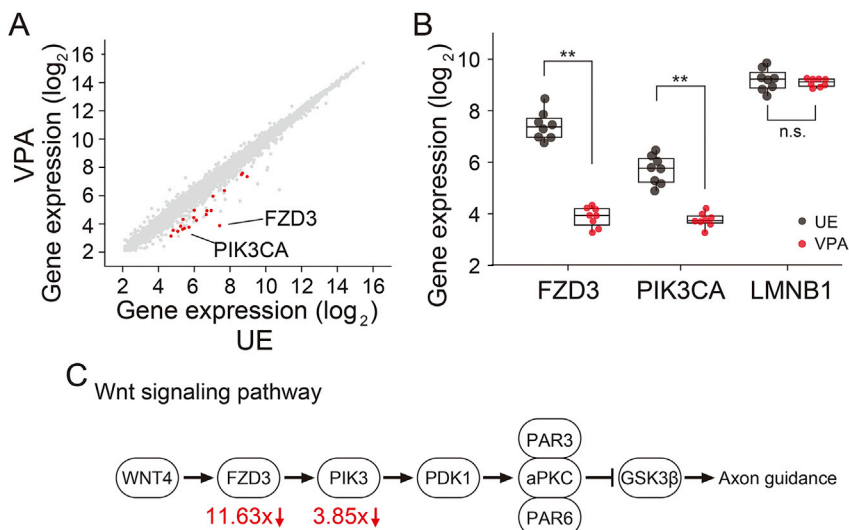 A
VPA
Gene expression (log2)
16
14
12
10
8
6
4
2
FZD3
PIK3CA
2 4 6 8 10 12 14 16
Gene expression (log2)
UE
B
Gene expression (log2)
10
8
6
4
2
**
**
n.s.
UE
VPA
FZD3 PIK3CA LMNB1
C
Wnt signaling pathway
PAR3
WNT4 FZD3 PIK3 PDK1 aPKC GSK3β Axon guidance
PAR6
11.63x↓ 3.85x↓